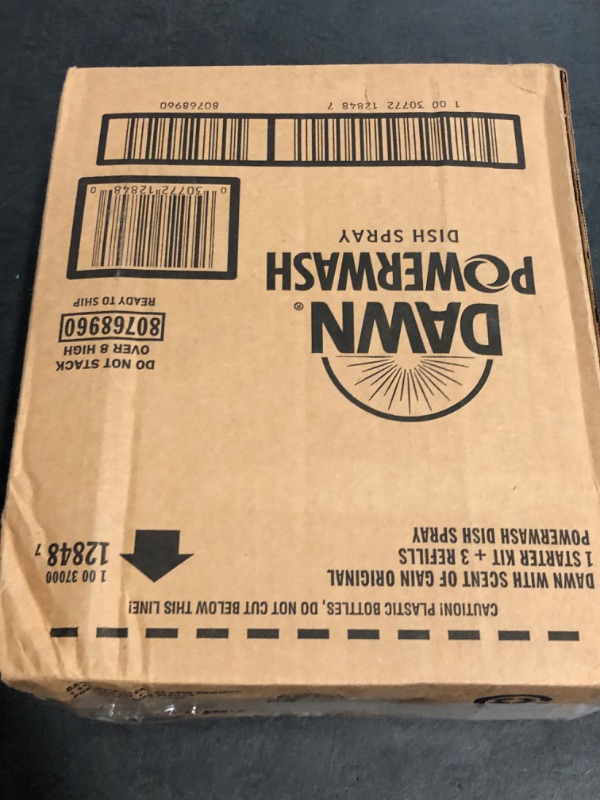 CAUTION! PLASTIC BOTTLES, DO NOT CUT BELOW THIS LINE!
DAWN WITH SCENT OF GAIN ORIGINAL
1 STARTER KIT + 3 REFILLS
POWERWASH DISH SPRAY
1 00 37000
12848 7
DAWN®
POWERWASH
DISH SPRAY
DO NOT STACK
OVER 8 HIGH
80768960
READY TO SHIP
0 30772 12848 0
1 00 30772 12848 7
80768960